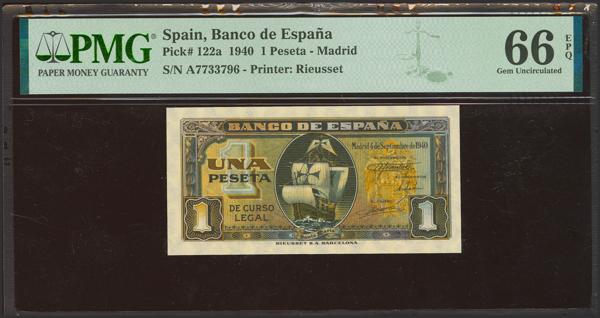 PMG
PAPER MONEY GUARANTY
Spain, Banco de España
Pick# 122a 1940 1 Peseta - Madrid
S/N A7733796 - Printer: Rieusset
66 EPQ
Gem Uncirculated
BANCO DE ESPAÑA
Madrid 4 de Septiembre de 1940
1
UNA
PESETA
DE CURSO
LEGAL
1
1
RIEUSSET S.A. BARCELONA